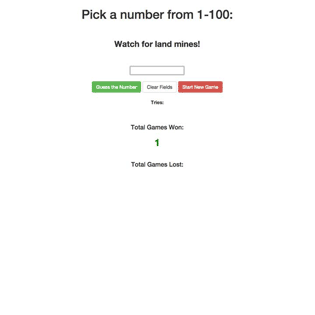 Pick a number from 1-100:
Watch for land mines!
Guess the Number Clear Fields Start New Game
Tries:
Total Games Won:
1
Total Games Lost: